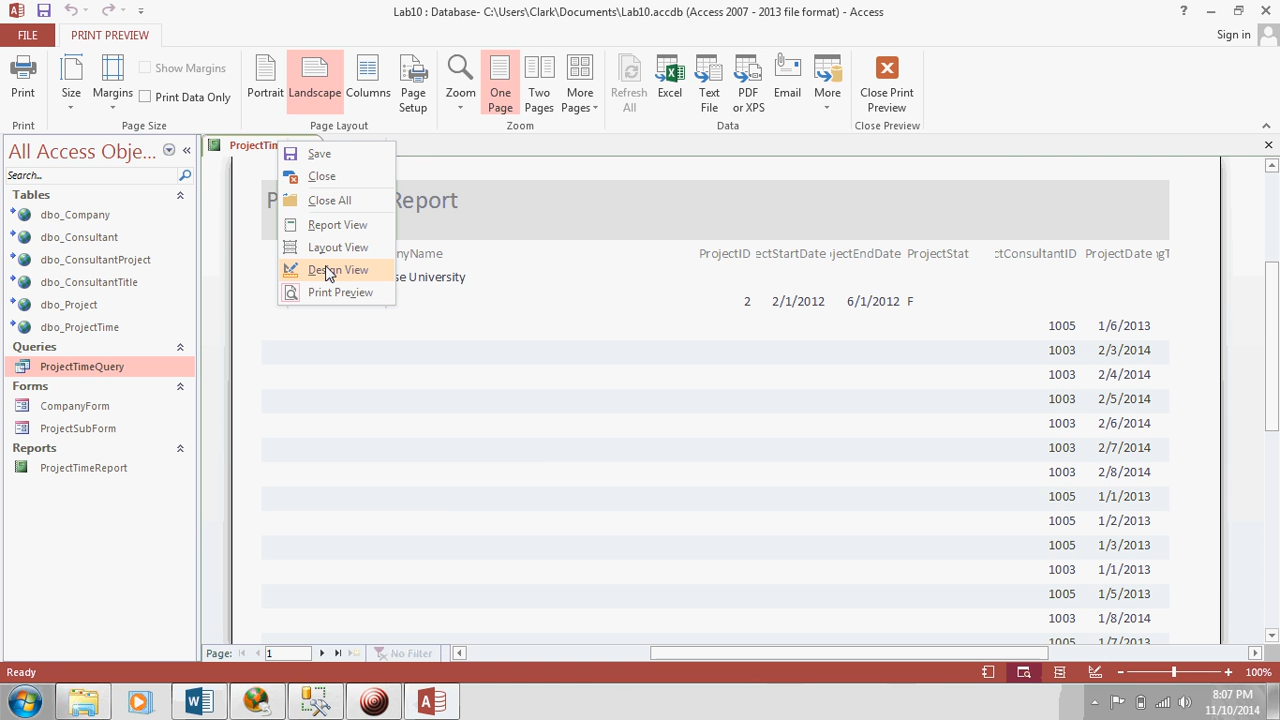 Lab10 : Database- C:\Users\Clark\Documents\Lab10.accdb (Access 2007 - 2013 file format) - Access
FILE
PRINT PREVIEW
Sign in
Print
Size
Margins
Show Margins
Print Data Only
Portrait
Landscape
Columns
Page Setup
Zoom
One Page
Two Pages
More Pages
Refresh All
Excel
Text File
PDF or XPS
Email
More
Close Print Preview
Print
Page Size
Page Layout
Zoom
Data
Close Preview
All Access Obje...
Search...
Tables
dbo_Company
dbo_Consultant
dbo_ConsultantProject
dbo_ConsultantTitle
dbo_Project
dbo_ProjectTime
Queries
ProjectTimeQuery
Forms
CompanyForm
ProjectSubForm
Reports
ProjectTimeReport
ProjectTim
Save
Close
Close All
Report View
Layout View
Design View
Print Preview
P Report
nyName ProjectID ectStartDate jectEndDate ProjectStat ctConsultantID ProjectDate gT
se University
2 2/1/2012 6/1/2012 F
1005 1/6/2013
1003 2/3/2014
1003 2/4/2014
1003 2/5/2014
1003 2/6/2014
1003 2/7/2014
1003 2/8/2014
1005 1/1/2013
1005 1/2/2013
1005 1/3/2013
1003 1/1/2013
1005 1/5/2013
1003 1/8/2014
1005 1/7/2013
Page: 1 No Filter
Ready
100%
8:07 PM
11/10/2014